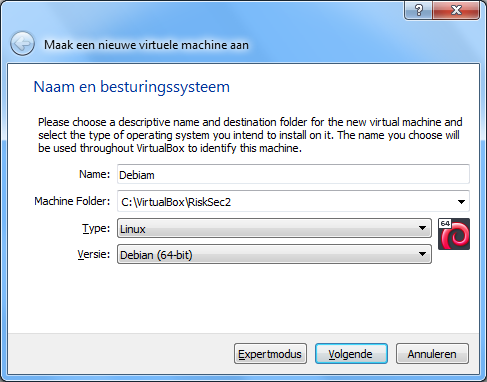 Maak een nieuwe virtuele machine aan
Naam en besturingssysteem
Please choose a descriptive name and destination folder for the new virtual machine and
select the type of operating system you intend to install on it. The name you choose will
be used throughout VirtualBox to identify this machine.
Name: Debiam
Machine Folder: C:\VirtualBox\RiskSec2
Type: Linux
64
Versie: Debian (64-bit)
Expertmodus Volgende Annuleren